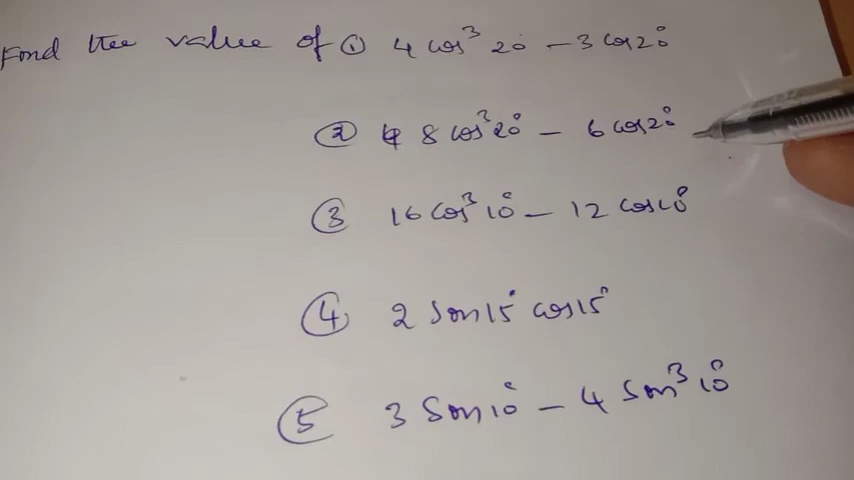 Find the value of ① 4 cos³ 20° - 3 cos 20°
② 8 cos³ 20° - 6 cos 20°
③ 16 cos³ 10° - 12 cos 10°
④ 2 Sin 15° cos 15°
⑤ 3 Sin 10° - 4 Sin³ 10°